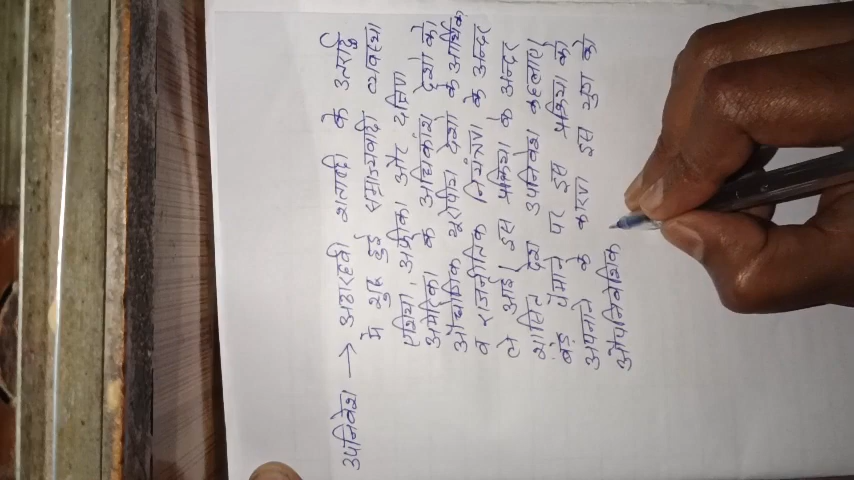 उपनिवेश → अठारहवी शताब्दी के उत्तरार्द्ध
में शुरू हुई साम्राज्यवादी व्यवस्था
एशिया, अफ्रीका और दक्षिण
अमेरिका के अधिकांश देशो को
औद्योगिक यूरोपिय देशो के आर्थिक
व राजनीतिक नियंत्रण के अन्दर
ले आई। इस प्रक्रिया के अन्दर
शासित देश उपनिवेश कहलाए।
बड़े पैमाने पर इस प्रक्रिया को
अपनाने के कारण इस युग को
औपनिवेशिक